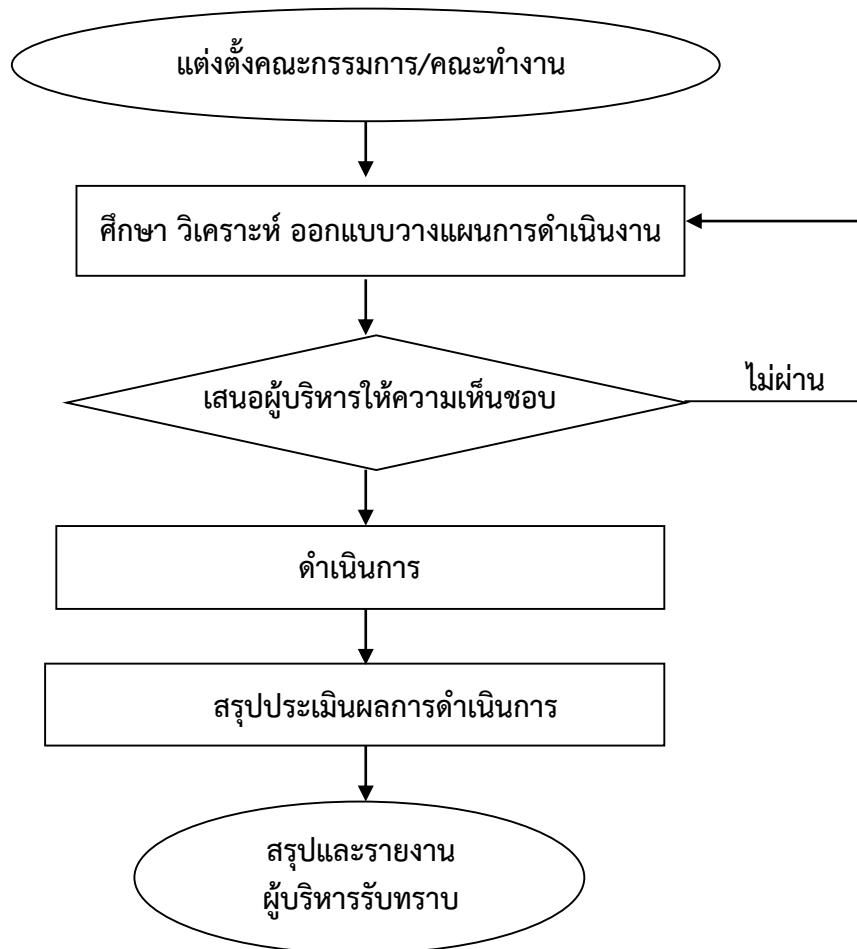 แต่งตั้งคณะกรรมการ/คณะทำงาน
ศึกษา วิเคราะห์ ออกแบบวางแผนการดำเนินงาน
เสนอผู้บริหารให้ความเห็นชอบ
ไม่ผ่าน
ดำเนินการ
สรุปประเมินผลการดำเนินการ
สรุปและรายงาน
ผู้บริหารรับทราบ